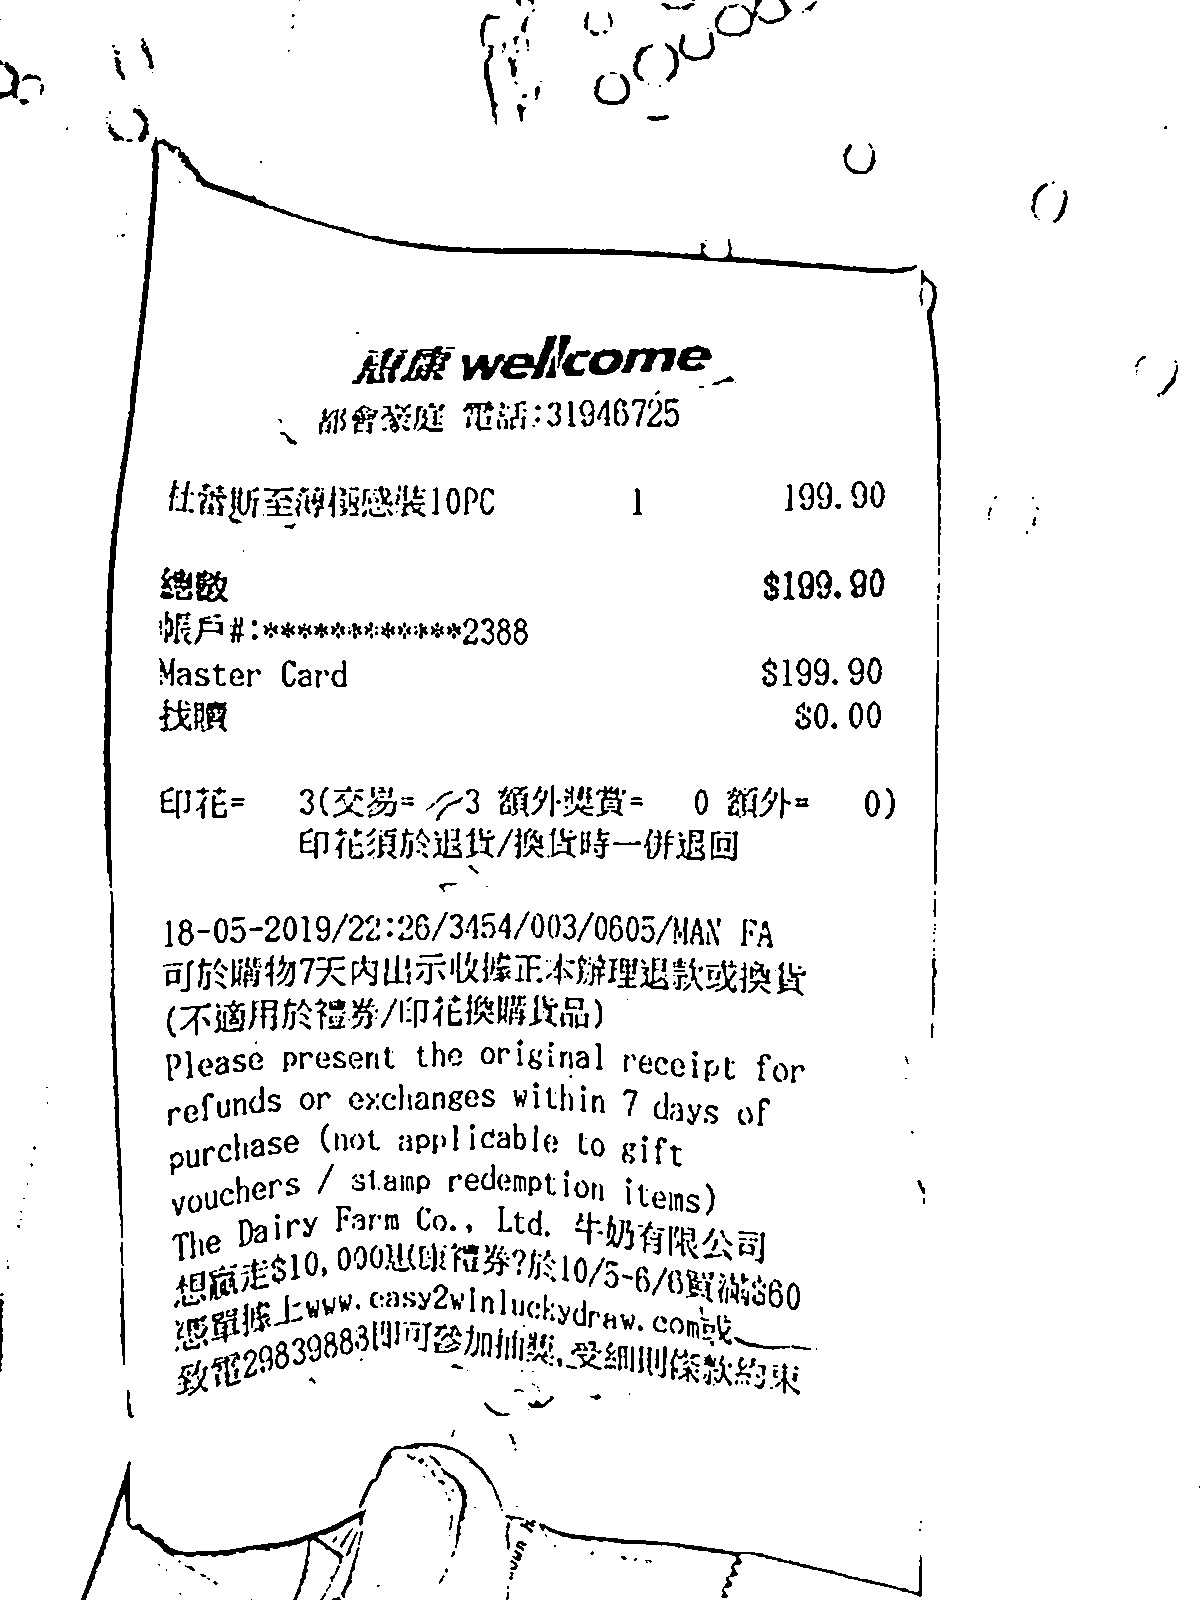 惠康 wellcome
都會豪庭 電話:31946725
杜蕾斯至薄極感裝10PC 1 199.90
總數 $199.90
帳戶#:************2388
Master Card $199.90
找贖 $0.00
印花= 3(交易= 3 額外獎賞= 0 額外= 0)
印花須於退貨/換貨時一併退回
18-05-2019/22:26/3454/003/0605/MAN FA
可於購物7天內出示收據正本辦理退款或換貨
(不適用於禮券/印花換購貨品)
Please present the original receipt for
refunds or exchanges within 7 days of
purchase (not applicable to gift
vouchers / stamp redemption items)
The Dairy Farm Co., Ltd. 牛奶有限公司
想贏走$10,000惠康禮券?於10/5-6/6買滿$60
憑單據上www.easy2winluckydraw.com或
致電29839883即可參加抽獎,受細則條款約束